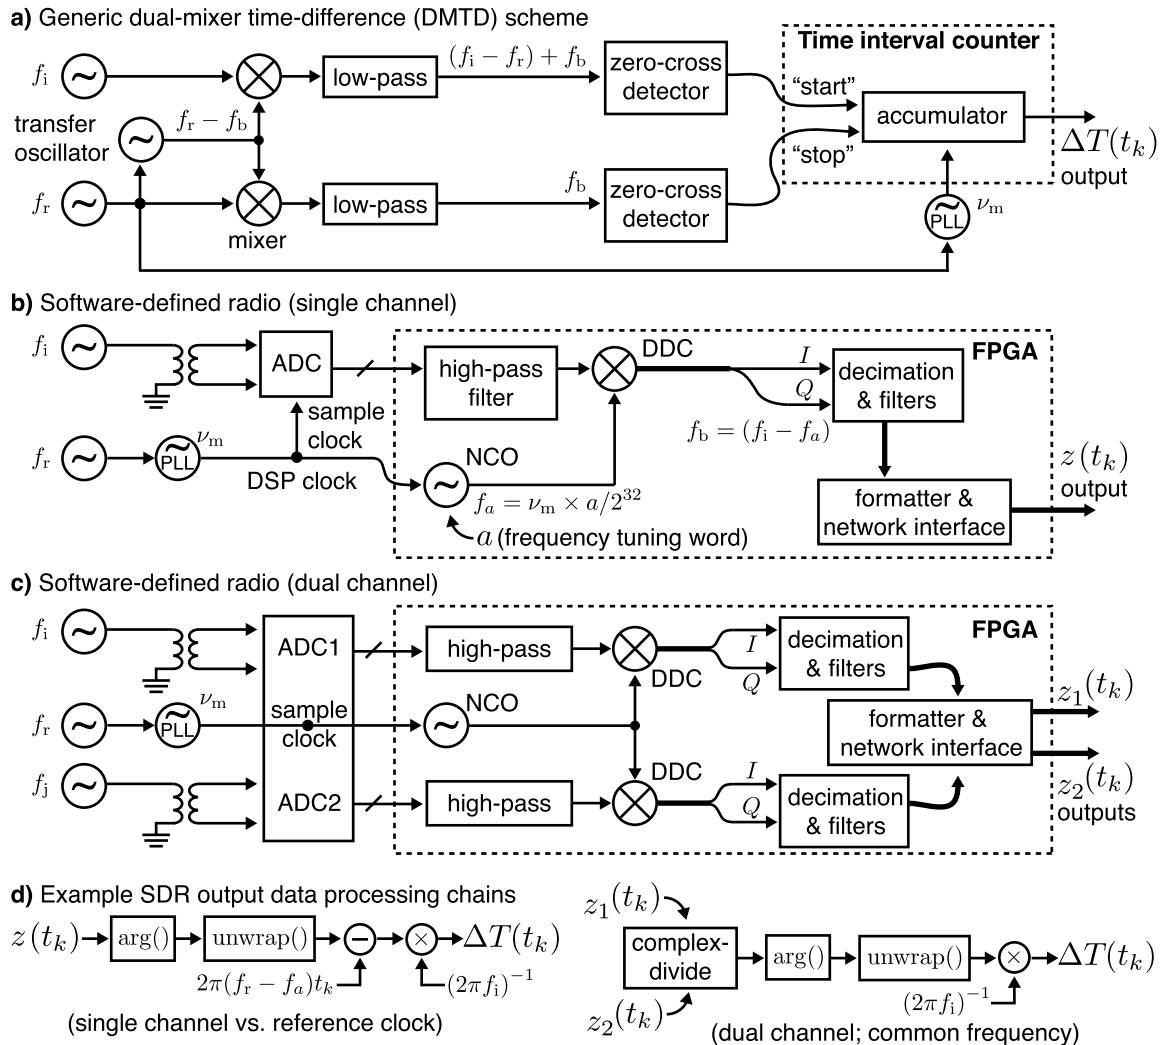 a) Generic dual-mixer time-difference (DMTD) scheme
Time interval counter
f_i
low-pass
(f_i − f_r) + f_b
zero-cross
detector
“start”
accumulator
ΔT(t_k)
output
transfer
oscillator
f_r − f_b
“stop”
f_r
mixer
low-pass
f_b
zero-cross
detector
PLL
ν_m
b) Software-defined radio (single channel)
f_i
ADC
high-pass
filter
DDC
I
Q
FPGA
decimation
& filters
f_b = (f_i − f_a)
sample
clock
f_r
PLL
ν_m
DSP clock
NCO
f_a = ν_m × a/2^32
a (frequency tuning word)
formatter &
network interface
z(t_k)
output
c) Software-defined radio (dual channel)
f_i
ADC1
high-pass
DDC
I
Q
decimation
& filters
FPGA
f_r
PLL
ν_m
sample
clock
NCO
formatter &
network interface
z_1(t_k)
z_2(t_k)
outputs
f_j
ADC2
high-pass
DDC
I
Q
decimation
& filters
d) Example SDR output data processing chains
z(t_k)
arg()
unwrap()
−
×
ΔT(t_k)
2π(f_r − f_a)t_k
(2πf_i)^−1
(single channel vs. reference clock)
z_1(t_k)
complex-
divide
z_2(t_k)
arg()
unwrap()
×
ΔT(t_k)
(2πf_i)^−1
(dual channel; common frequency)